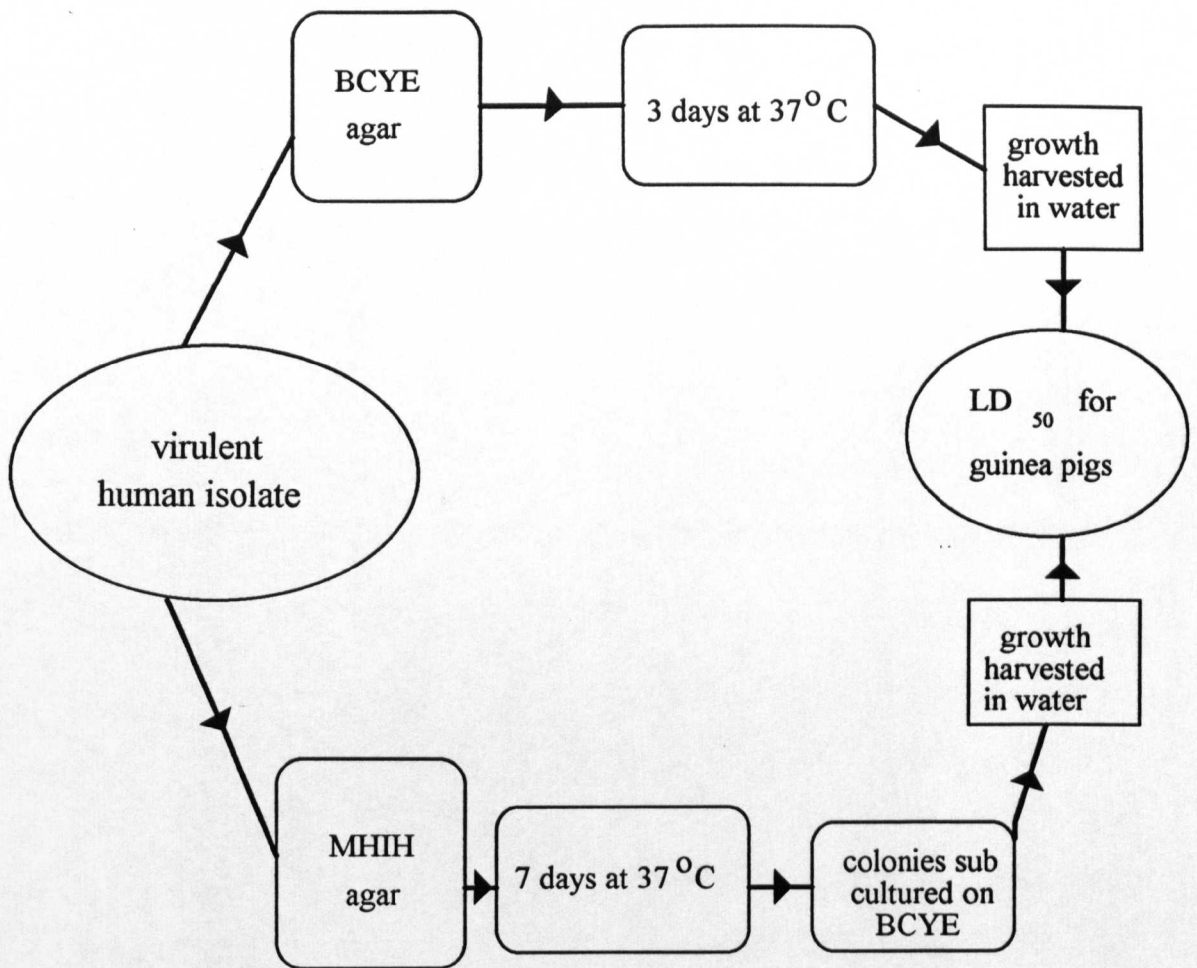 BCYE
agar
3 days at 37°C
growth
harvested
in water
virulent
human isolate
LD 50 for
guinea pigs
growth
harvested
in water
MHIH
agar
7 days at 37°C
colonies sub
cultured on
BCYE